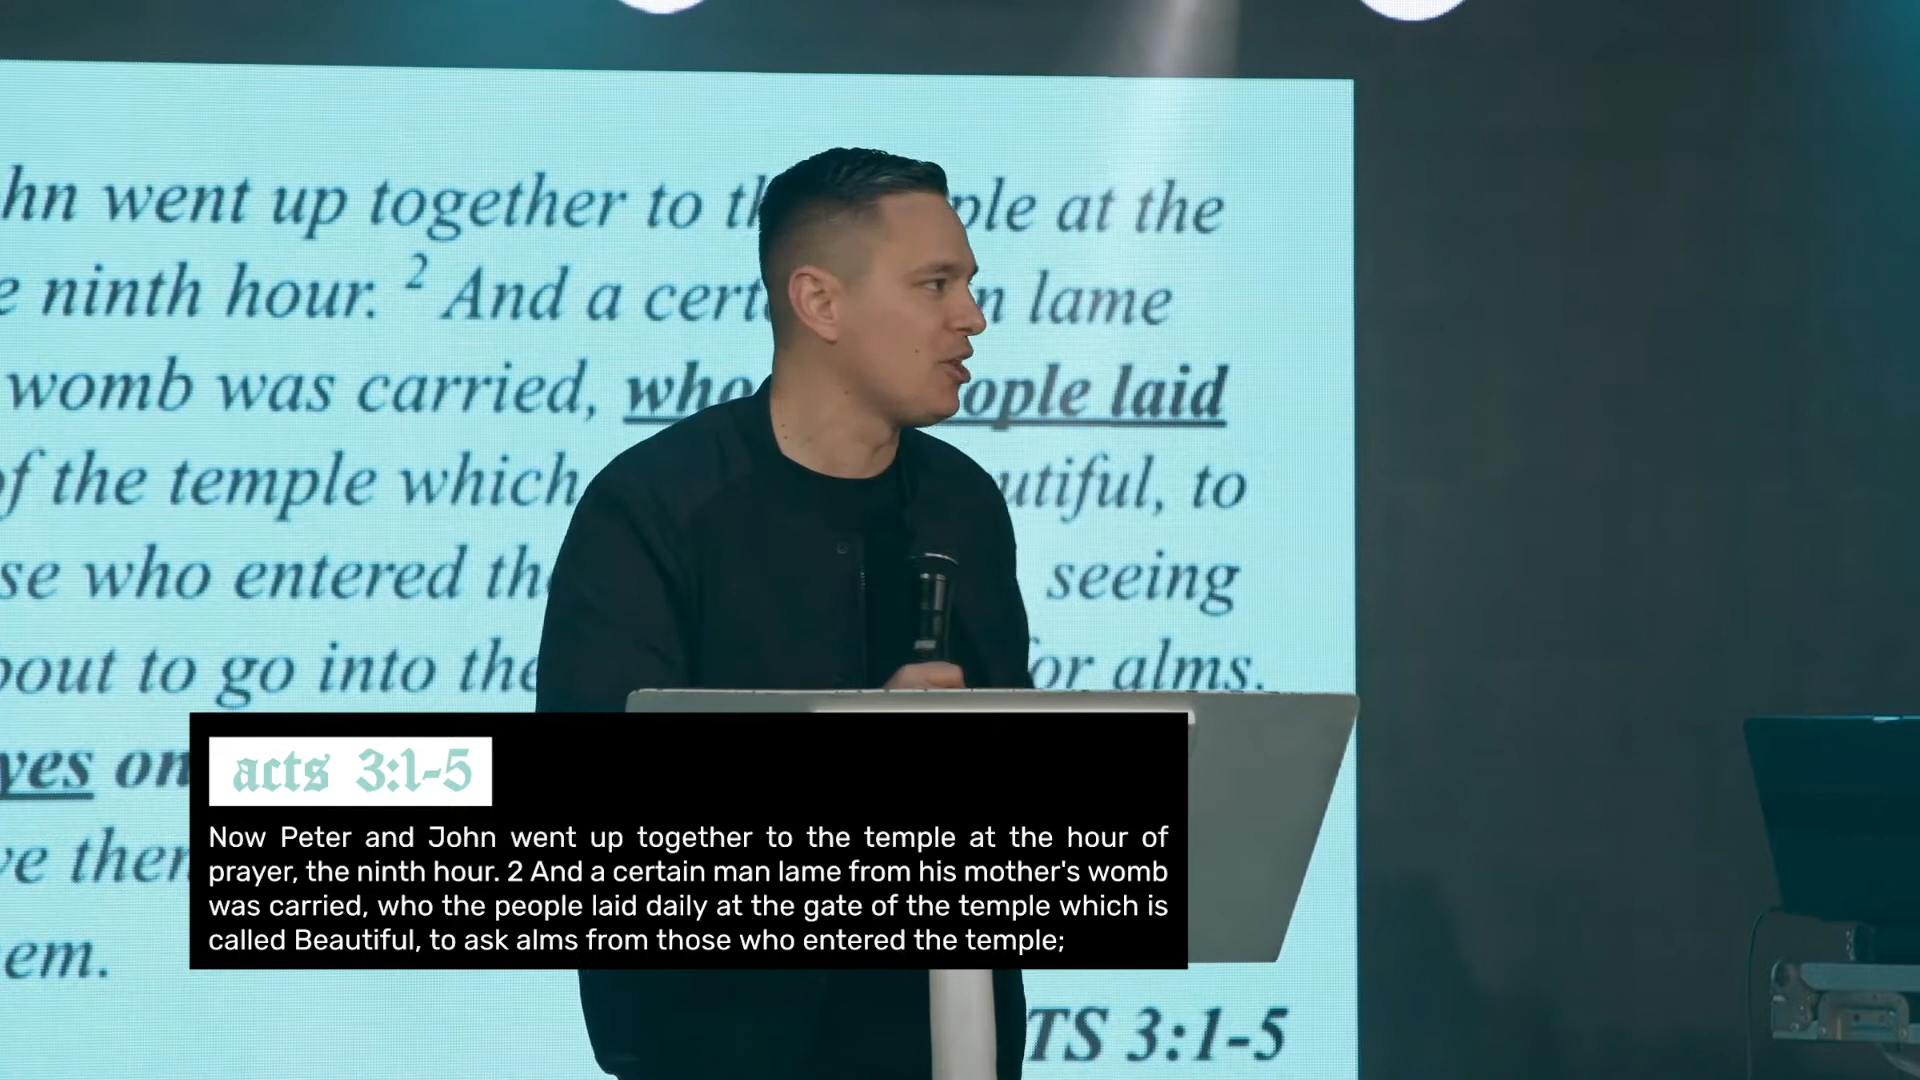 hn went up together to the ple at the
ninth hour. 2 And a cert n lame
womb was carried, who ople laid
of the temple which utiful, to
se who entered the seeing
out to go into the or alms.
yes on
ve then
em.
TS 3:1-5
acts 3:1-5
Now Peter and John went up together to the temple at the hour of
prayer, the ninth hour. 2 And a certain man lame from his mother's womb
was carried, who the people laid daily at the gate of the temple which is
called Beautiful, to ask alms from those who entered the temple;